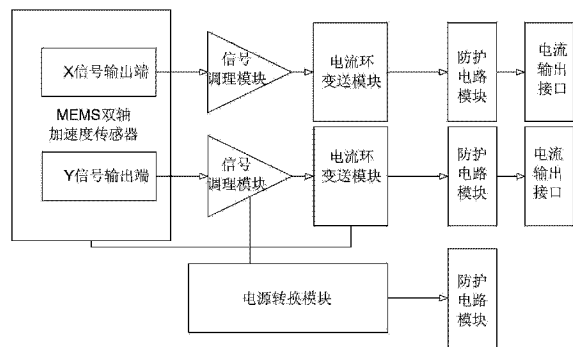 X信号输出端
MEMS双轴
加速度传感器
Y信号输出端
信号
调理模块
电流环
变送模块
防护
电路
模块
电流
输出
接口
信号
调理模块
电流环
变送模块
防护
电路
模块
电流
输出
接口
电源转换模块
防护
电路
模块